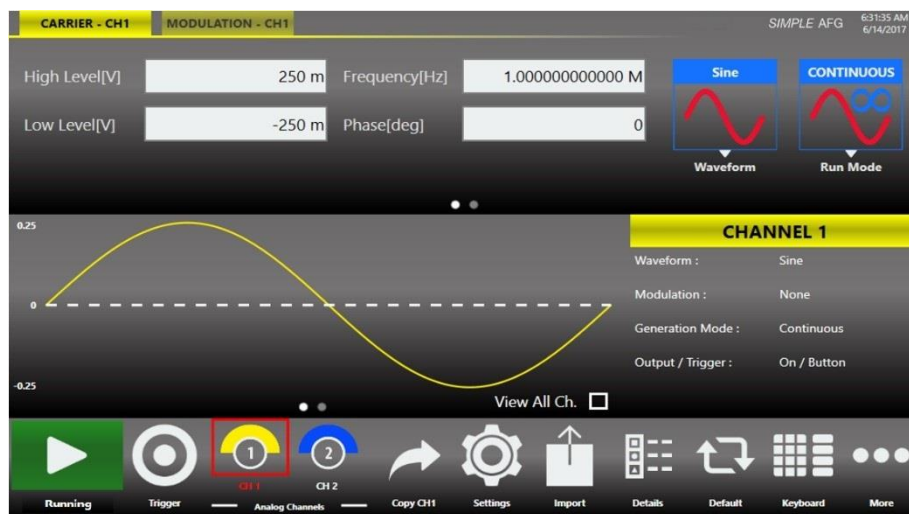 CARRIER - CH1 MODULATION - CH1 SIMPLE AFG 6:31:35 AM
6/14/2017
High Level[V] 250 m Frequency[Hz] 1.000000000000 M Sine CONTINUOUS
Low Level[V] -250 m Phase[deg] 0
Waveform Run Mode
0.25 CHANNEL 1
Waveform : Sine
Modulation : None
0
Generation Mode : Continuous
Output / Trigger : On / Button
-0.25
View All Ch.
1 2
CH 1 CH 2
Running Trigger Analog Channels Copy CH1 Settings Import Details Default Keyboard More